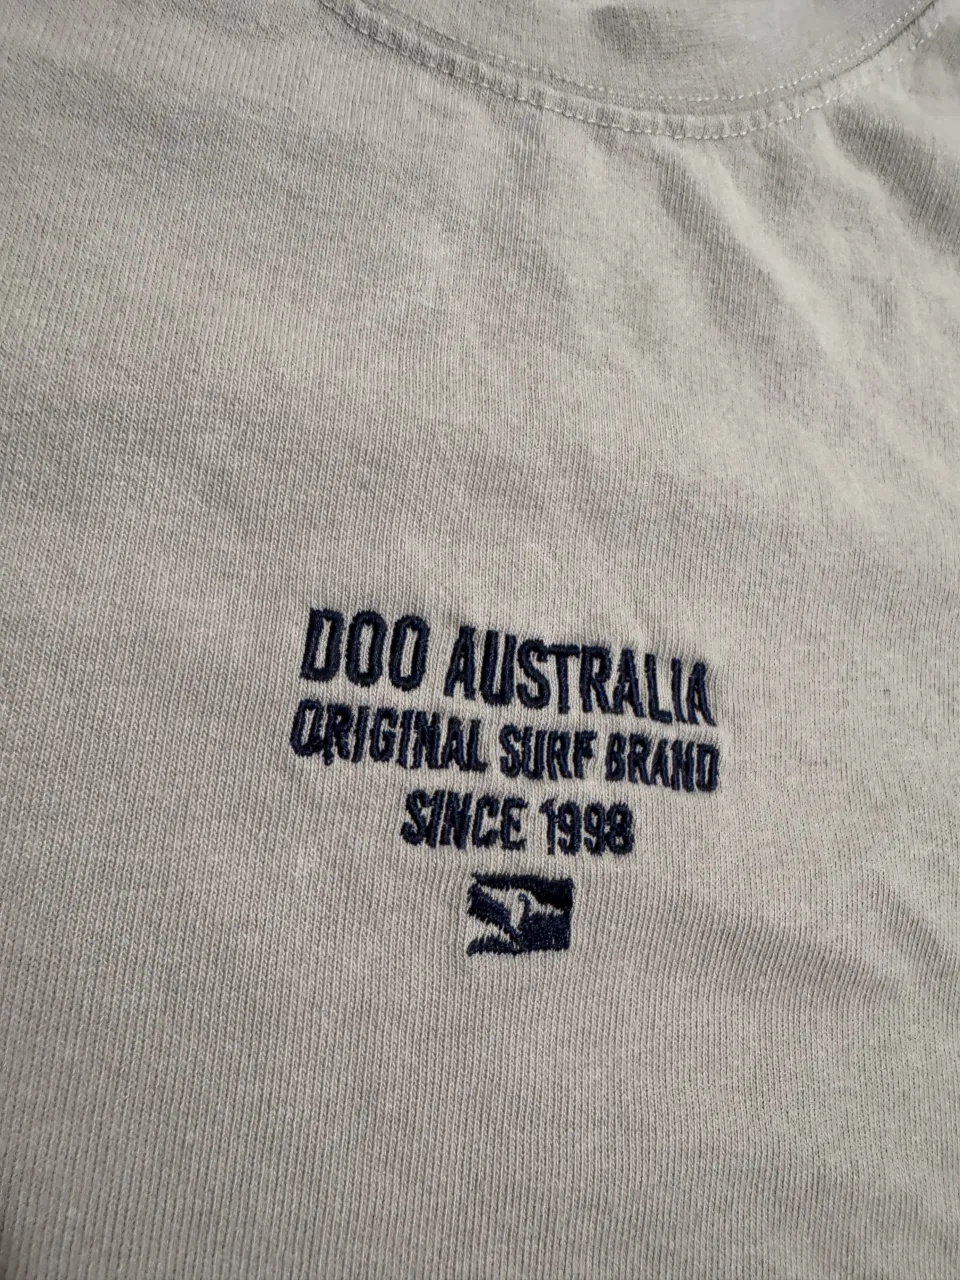 DOO AUSTRALIA
ORIGINAL SURF BRAND
SINCE 1998